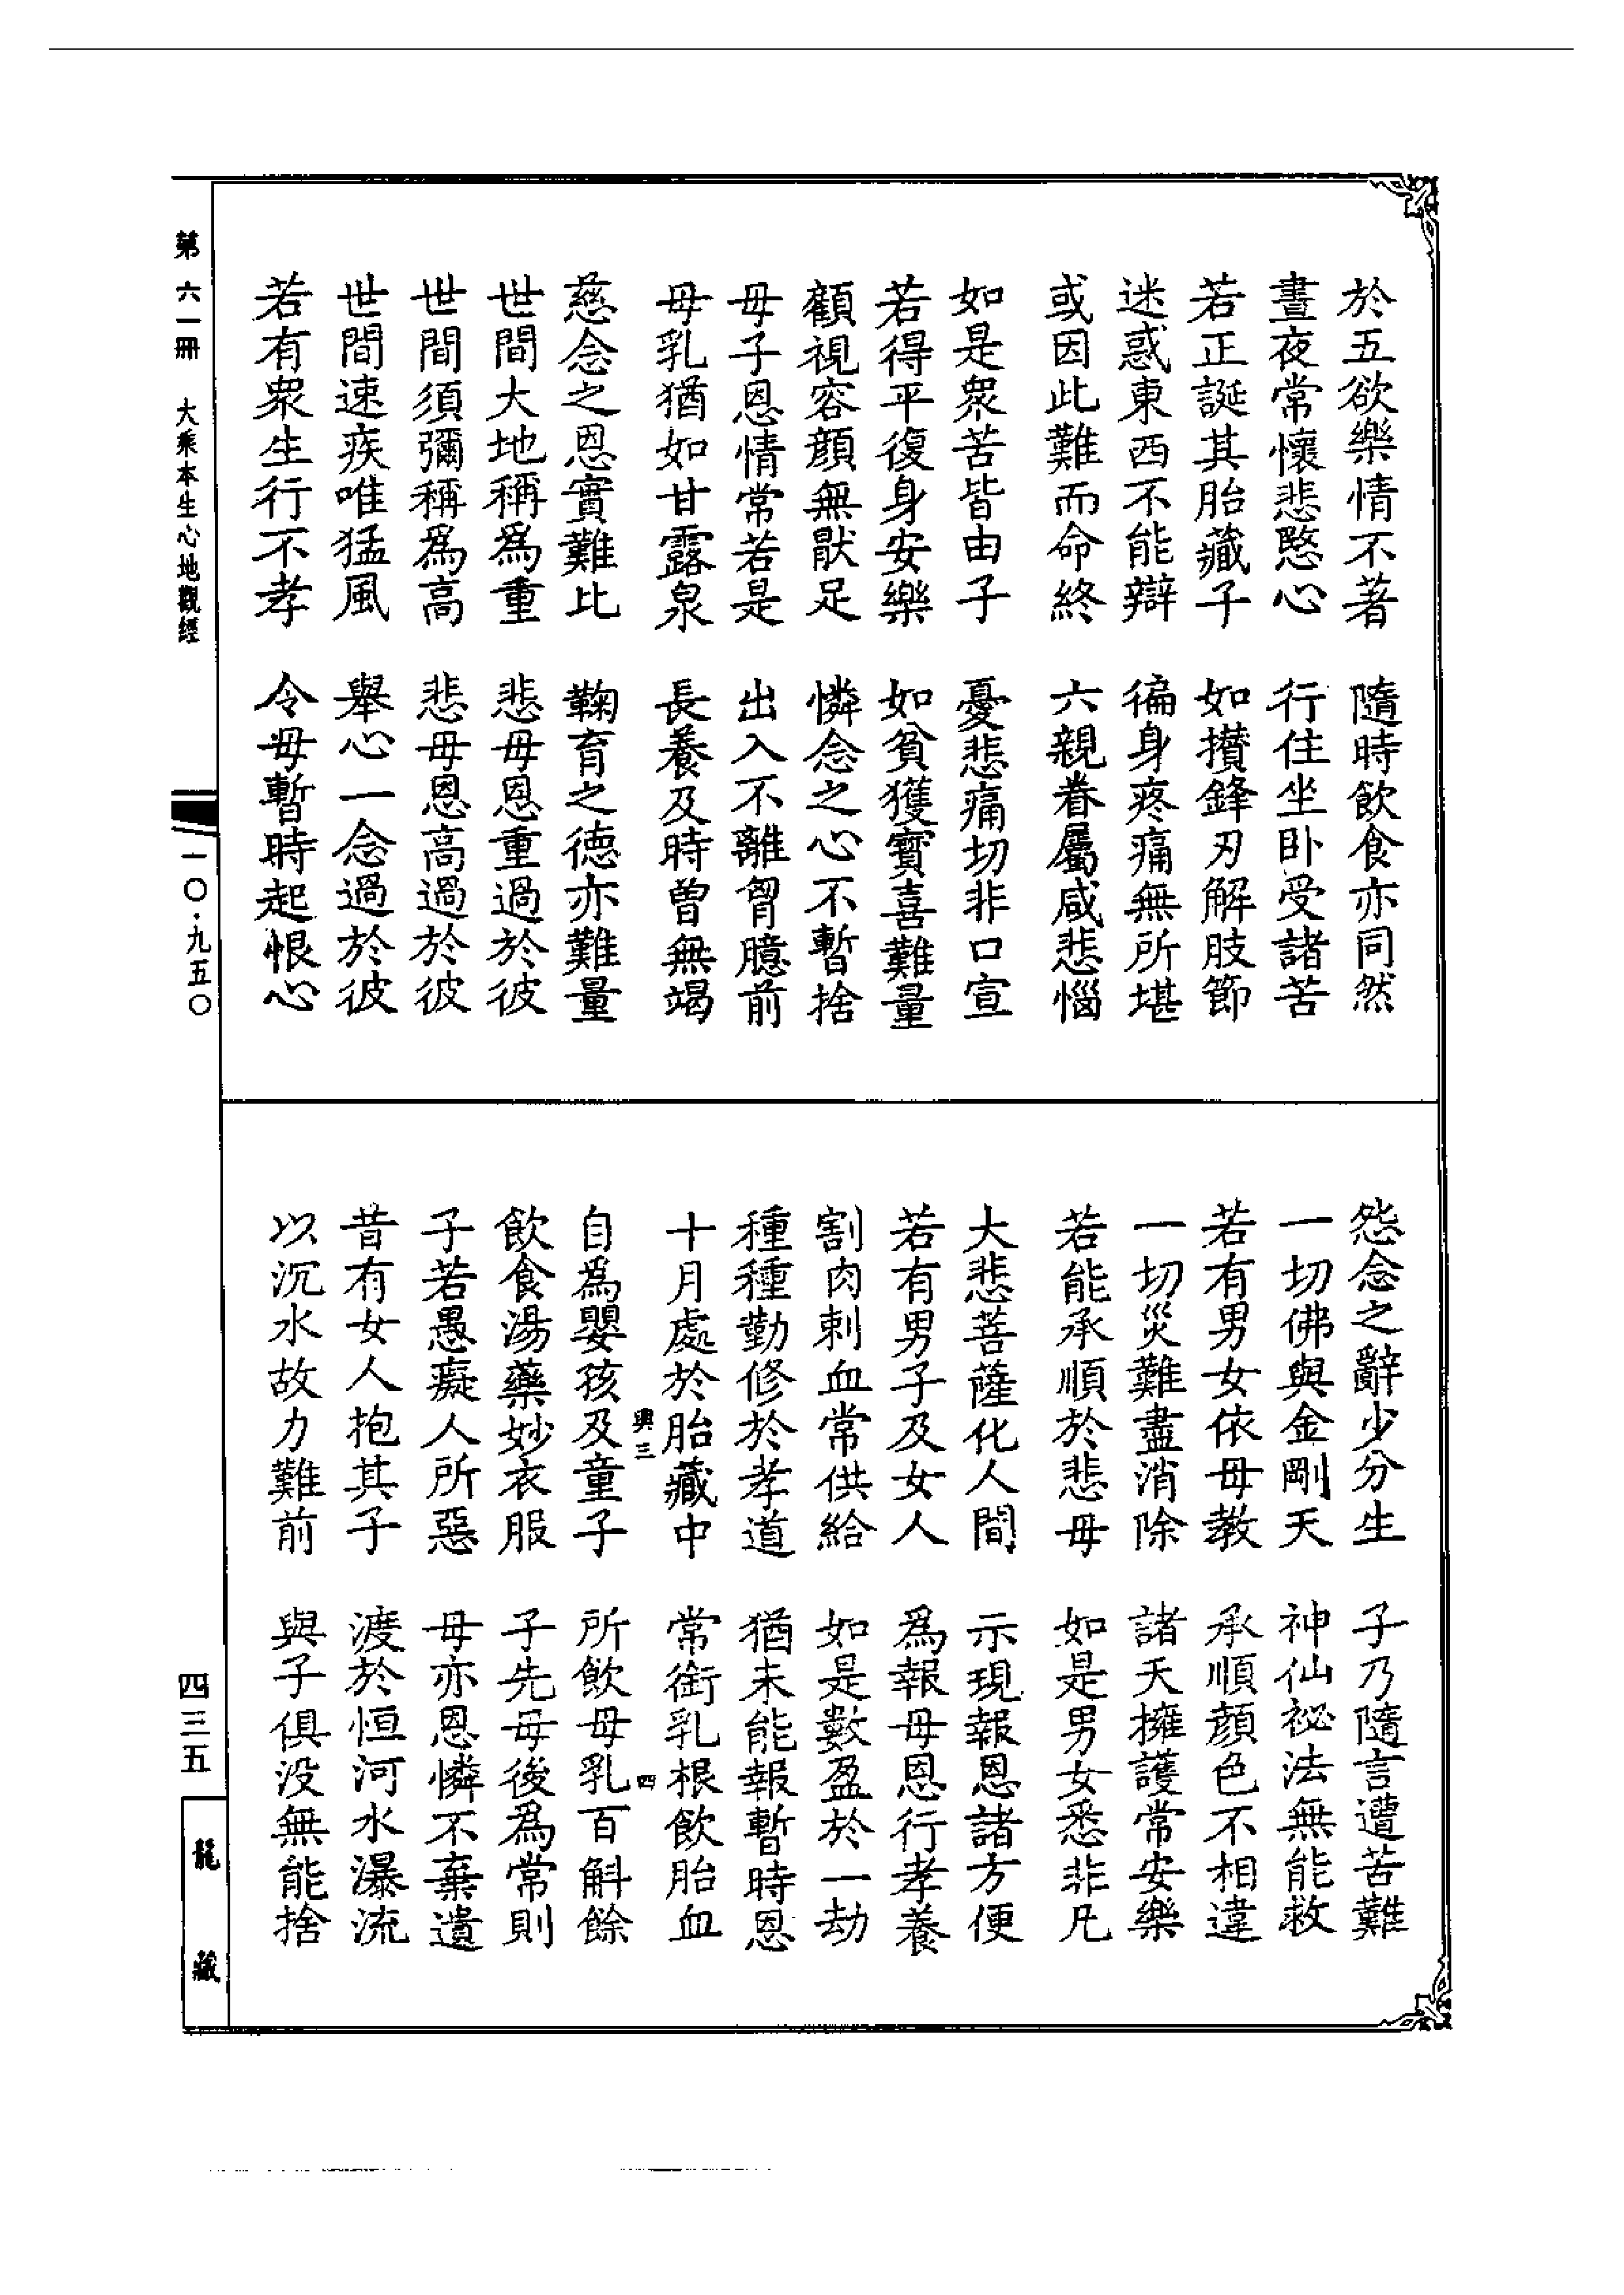 於五欲樂情不著　隨時飲食亦同然
晝夜常懷悲愍心　行住坐卧受諸苦
若正誕其胎藏子　如攢鋒刃解肢節
迷惑東西不能辯　徧身疼痛無所堪
或因此難而命終　六親眷屬咸悲惱
如是衆苦皆由子　憂悲痛切非口宣
若得平復身安樂　如貧獲寶喜難量
顧視容顏無猒足　憐念之心不暫捨
母子恩情常若是　出入不離胷臆前
母乳猶如甘露泉　長養及時曾無竭
慈念之恩實難比　鞠育之德亦難量
世間大地稱爲重　悲母恩重過於彼
世間須彌稱爲高　悲母恩高過於彼
世間速疾唯猛風　舉心一念過於彼
若有衆生行不孝　令母暫時起恨心
怨念之辭少分生　子乃隨言遭苦難
一切佛與金剛天　神仙祕法無能救
若有男女依母教　承順顏色不相違
一切災難盡消除　諸天擁護常安樂
若能承順於悲母　如是男女悉非凡
大悲菩薩化人間　示現報恩諸方便
若有男子及女人　爲報母恩行孝養
割肉刺血常供給　如是數盈於一劫
種種勤修於孝道　猶未能報暫時恩
十月處於胎藏中　常銜乳根飲胎血
興三　四
自爲嬰孩及童子　所飲母乳百斛餘
飲食湯藥妙衣服　子先母後爲常則
子若愚癡人所惡　母亦恩憐不棄遺
昔有女人抱其子　渡於恒河水瀑流
以沉水故力難前　與子俱没無能捨
第六一冊　大乘本生心地觀經
一〇·九五〇
四三五
龍藏